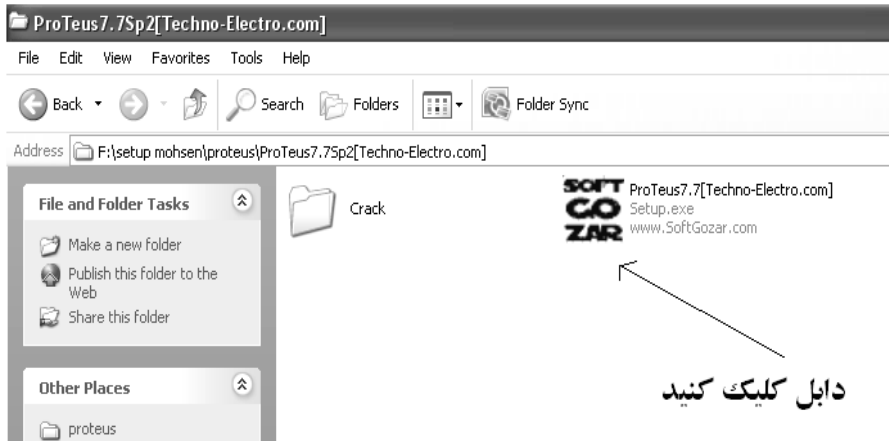 ProTeus7.7Sp2[Techno-Electro.com]
File Edit View Favorites Tools Help
Back Search Folders Folder Sync
Address F:\setup mohsen\proteus\ProTeus7.7Sp2[Techno-Electro.com]
File and Folder Tasks
Make a new folder
Publish this folder to the
Web
Share this folder
Other Places
proteus
Crack
SOFT
GO
ZAR
ProTeus7.7[Techno-Electro.com]
Setup.exe
www.SoftGozar.com
دابل کلیک کنید